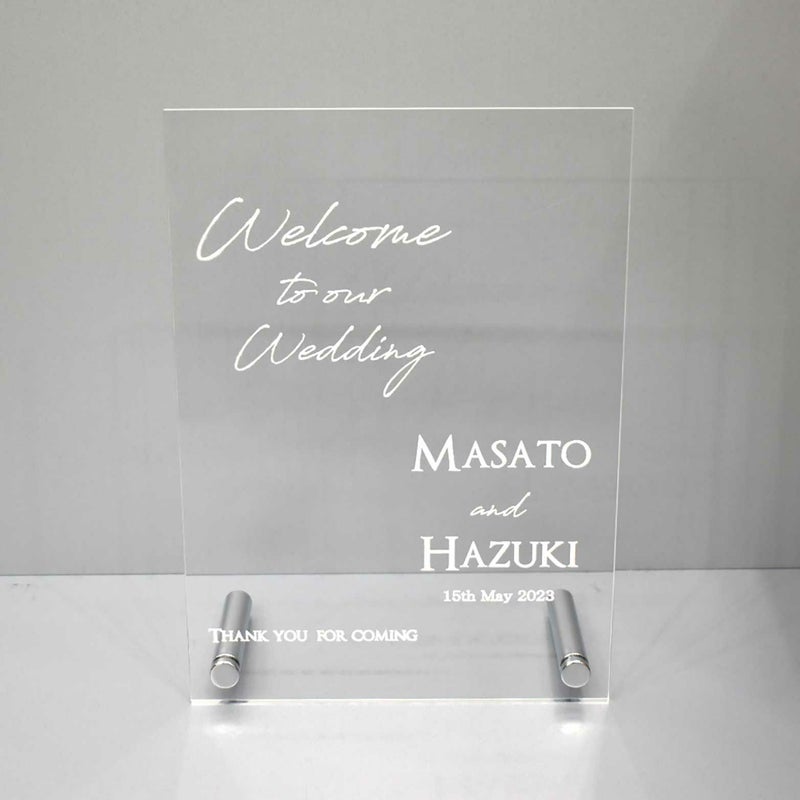 Welcome
to our
Wedding
MASATO
and
HAZUKI
15th May 2023
THANK YOU FOR COMING